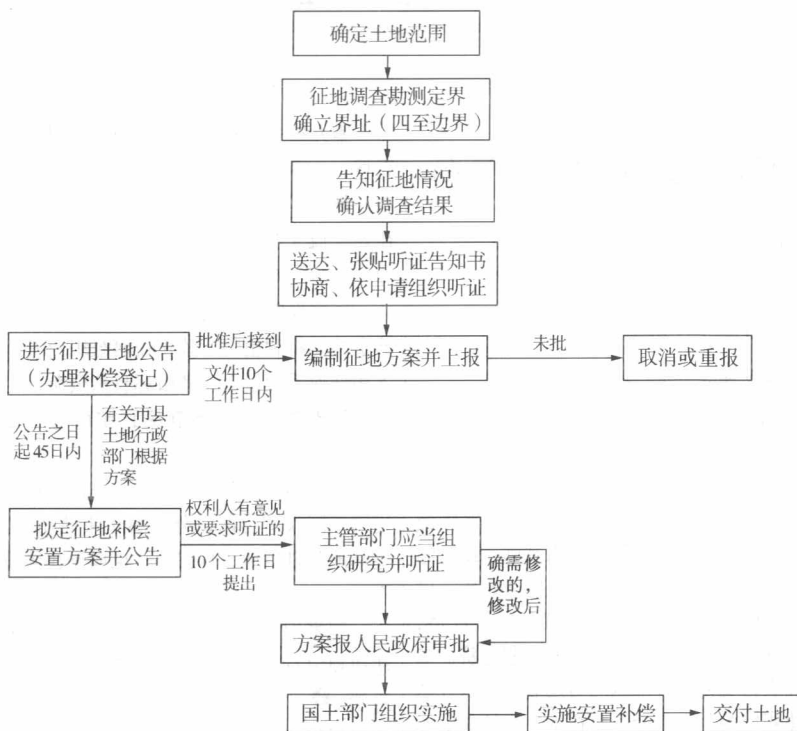 确定土地范围
征地调查勘测定界
确立界址（四至边界）
告知征地情况
确认调查结果
送达、张贴听证告知书
协商、依申请组织听证
进行征用土地公告
（办理补偿登记）
批准后接到
文件10个
工作日内
编制征地方案并上报
未批
取消或重报
公告之日
起45日内
有关市县
土地行政
部门根据
方案
拟定征地补偿
安置方案并公告
权利人有意见
或要求听证的
10个工作日
提出
主管部门应当组
织研究并听证
确需修
改的，
修改后
方案报人民政府审批
国土部门组织实施
实施安置补偿
交付土地